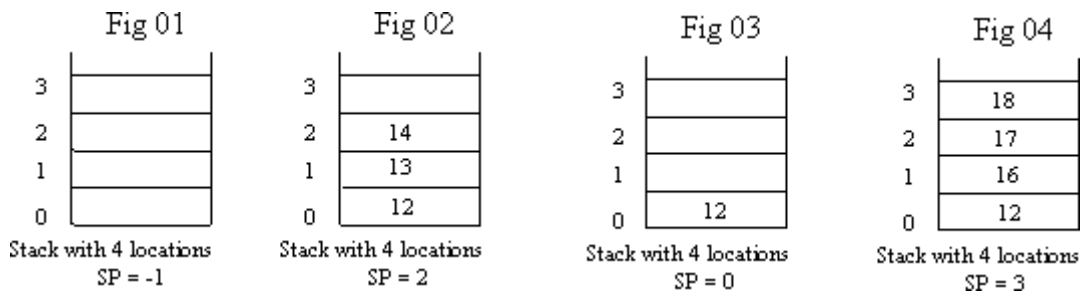 Fig 01
3
2
1
0
Stack with 4 locations
SP = -1
Fig 02
3
2 14
1 13
0 12
Stack with 4 locations
SP = 2
Fig 03
3
2
1
0 12
Stack with 4 locations
SP = 0
Fig 04
3 18
2 17
1 16
0 12
Stack with 4 locations
SP = 3